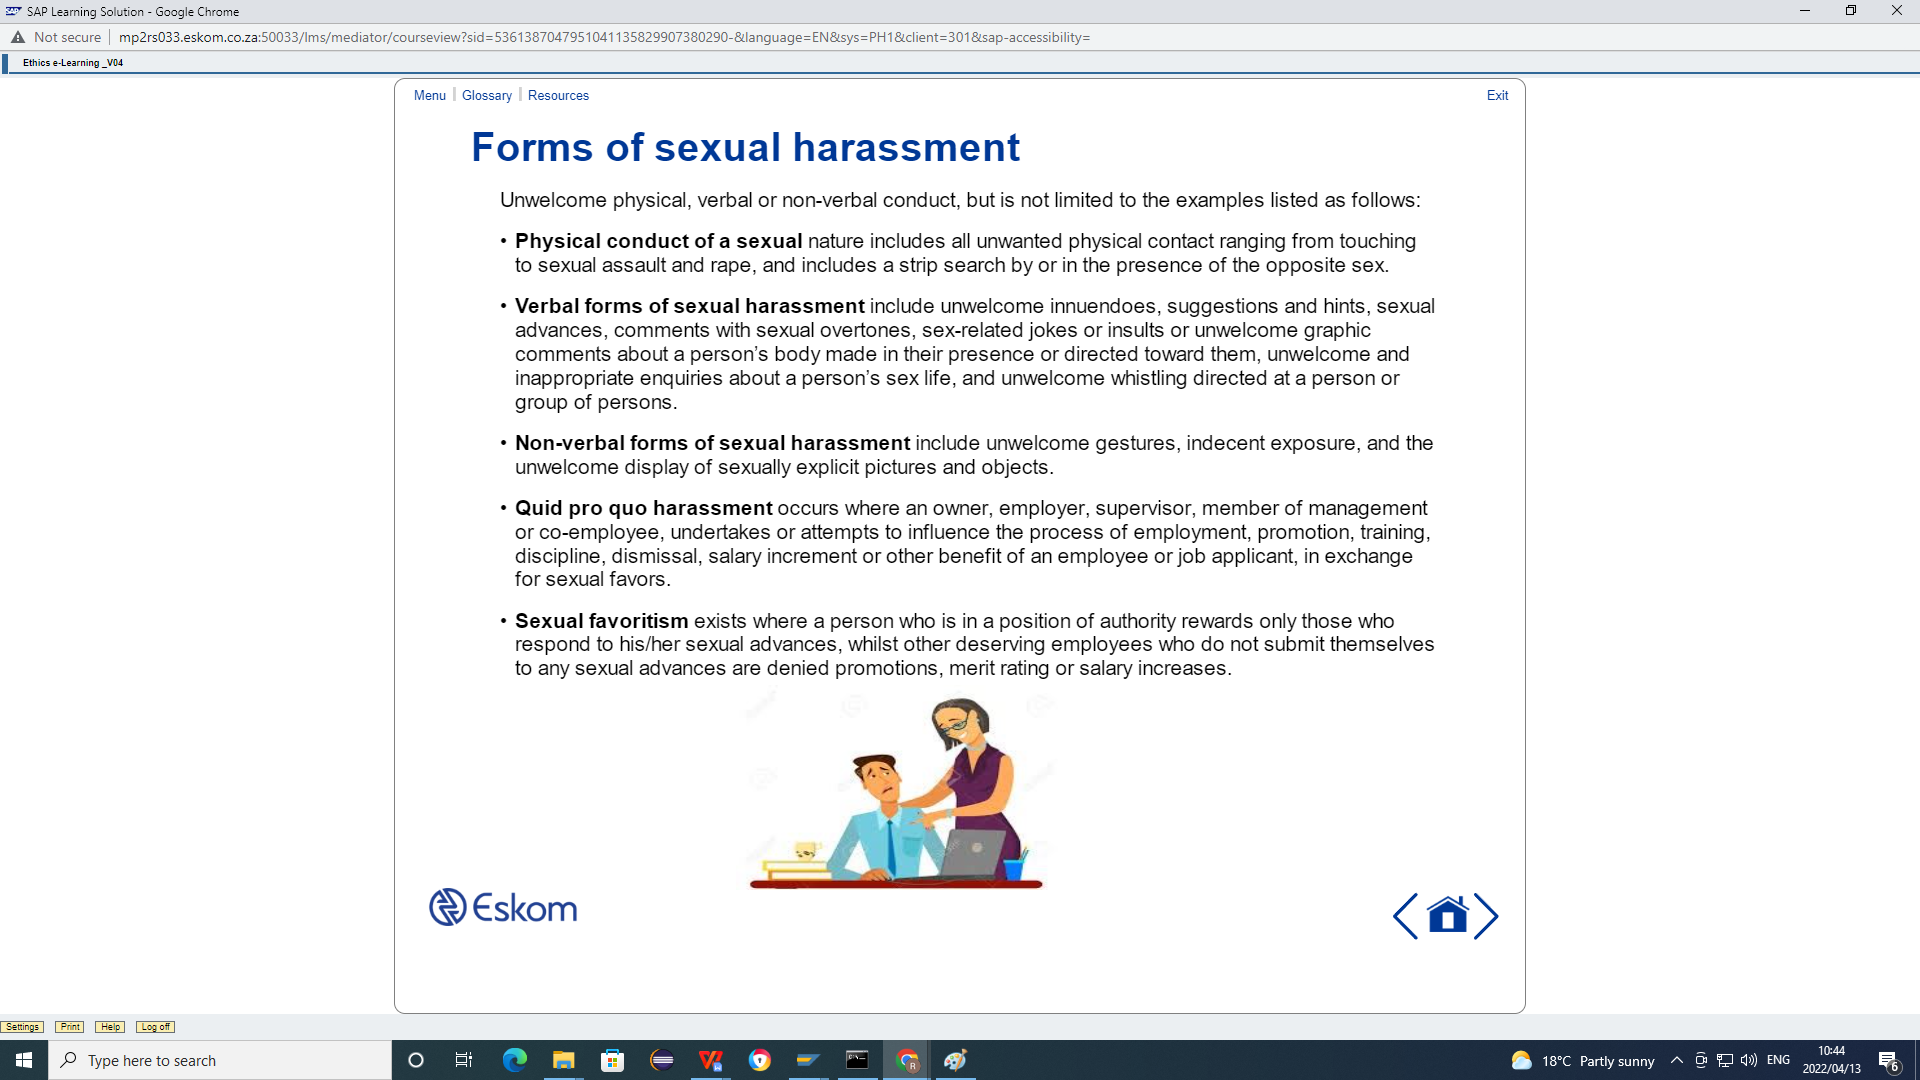 SAP Learning Solution - Google Chrome
Not secure mp2rs033.eskom.co.za:50033/lms/mediator/courseview?sid=5361387047951041135829907380290-&language=EN&sys=PH1&client=301&sap-accessibility=
Ethics e-Learning _V04
Menu Glossary Resources Exit
Forms of sexual harassment
Unwelcome physical, verbal or non-verbal conduct, but is not limited to the examples listed as follows:
• Physical conduct of a sexual nature includes all unwanted physical contact ranging from touching
to sexual assault and rape, and includes a strip search by or in the presence of the opposite sex.
• Verbal forms of sexual harassment include unwelcome innuendoes, suggestions and hints, sexual
advances, comments with sexual overtones, sex-related jokes or insults or unwelcome graphic
comments about a person's body made in their presence or directed toward them, unwelcome and
inappropriate enquiries about a person's sex life, and unwelcome whistling directed at a person or
group of persons.
• Non-verbal forms of sexual harassment include unwelcome gestures, indecent exposure, and the
unwelcome display of sexually explicit pictures and objects.
• Quid pro quo harassment occurs where an owner, employer, supervisor, member of management
or co-employee, undertakes or attempts to influence the process of employment, promotion, training,
discipline, dismissal, salary increment or other benefit of an employee or job applicant, in exchange
for sexual favors.
• Sexual favoritism exists where a person who is in a position of authority rewards only those who
respond to his/her sexual advances, whilst other deserving employees who do not submit themselves
to any sexual advances are denied promotions, merit rating or salary increases.
Eskom
Settings Print Help Log off
Type here to search
18°C Partly sunny ENG 10:44
2022/04/13 6